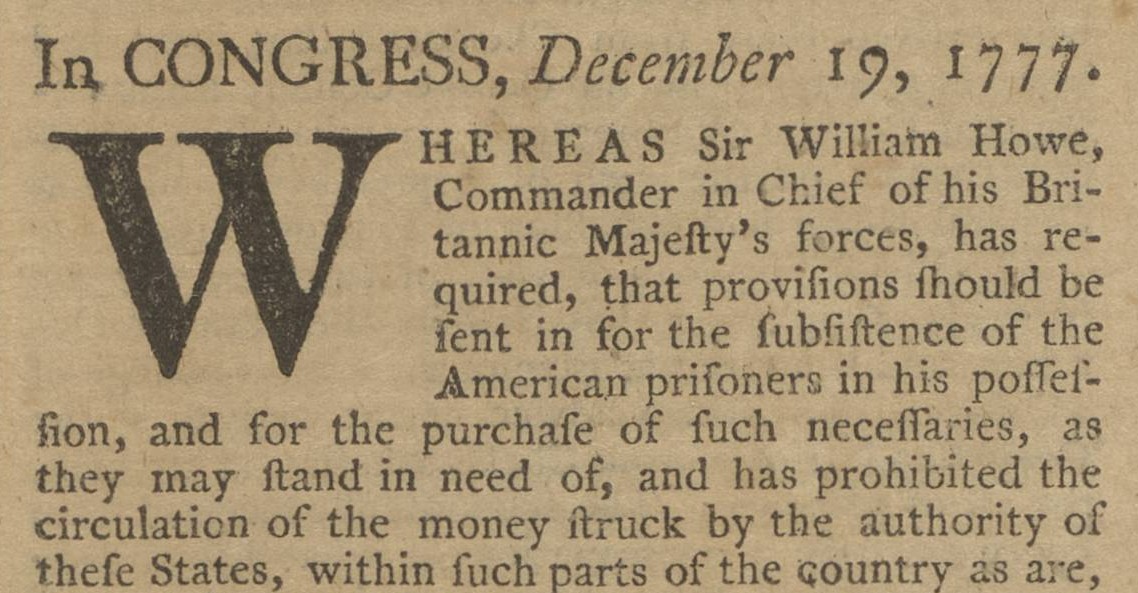 In CONGRESS, December 19, 1777.
WHEREAS Sir William Howe,
Commander in Chief of his Bri-
tannic Majeſty's forces, has re-
quired, that proviſions ſhould be
ſent in for the ſubſiſtence of the
American priſoners in his poſſeſ-
ſion, and for the purchaſe of ſuch neceſſaries, as
they may ſtand in need of, and has prohibited the
circulation of the money ſtruck by the authority of
theſe States, within ſuch parts of the country as are,